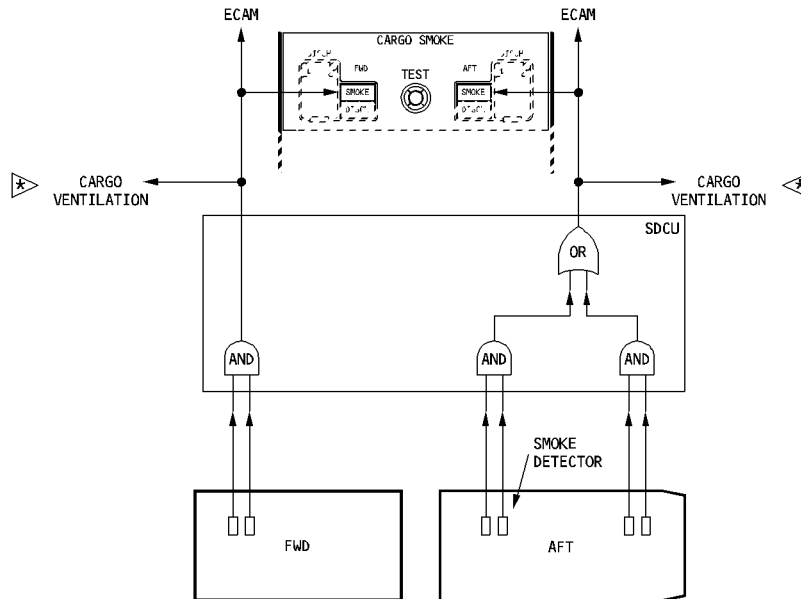 ECAM
ECAM
CARGO SMOKE
FWD
TEST
AFT
SMOKE
SMOKE
CARGO
VENTILATION
CARGO
VENTILATION
SDCU
OR
AND
AND
AND
SMOKE
DETECTOR
FWD
AFT